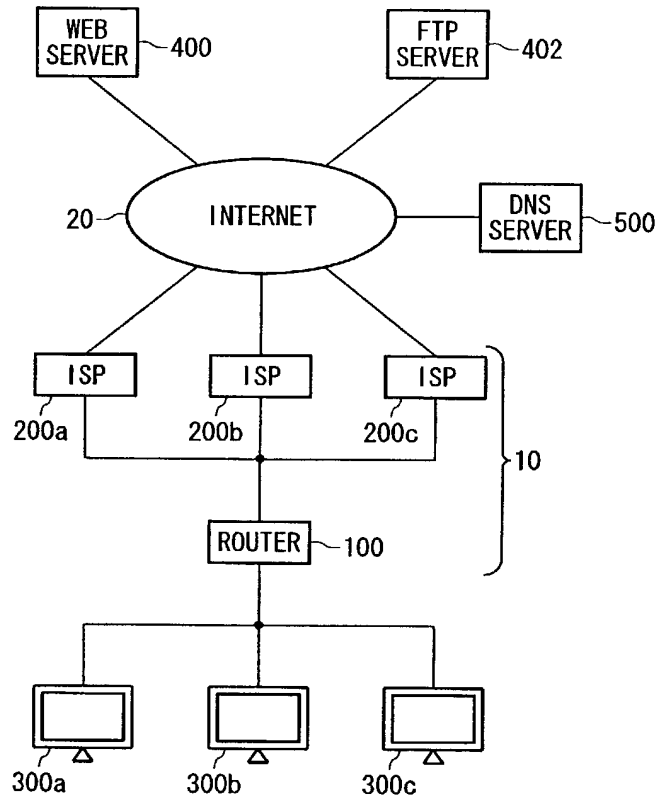 WEB
SERVER
400
FTP
SERVER
402
20
INTERNET
DNS
SERVER
500
ISP
ISP
ISP
200a
200b
200c
10
ROUTER
100
300a
300b
300c